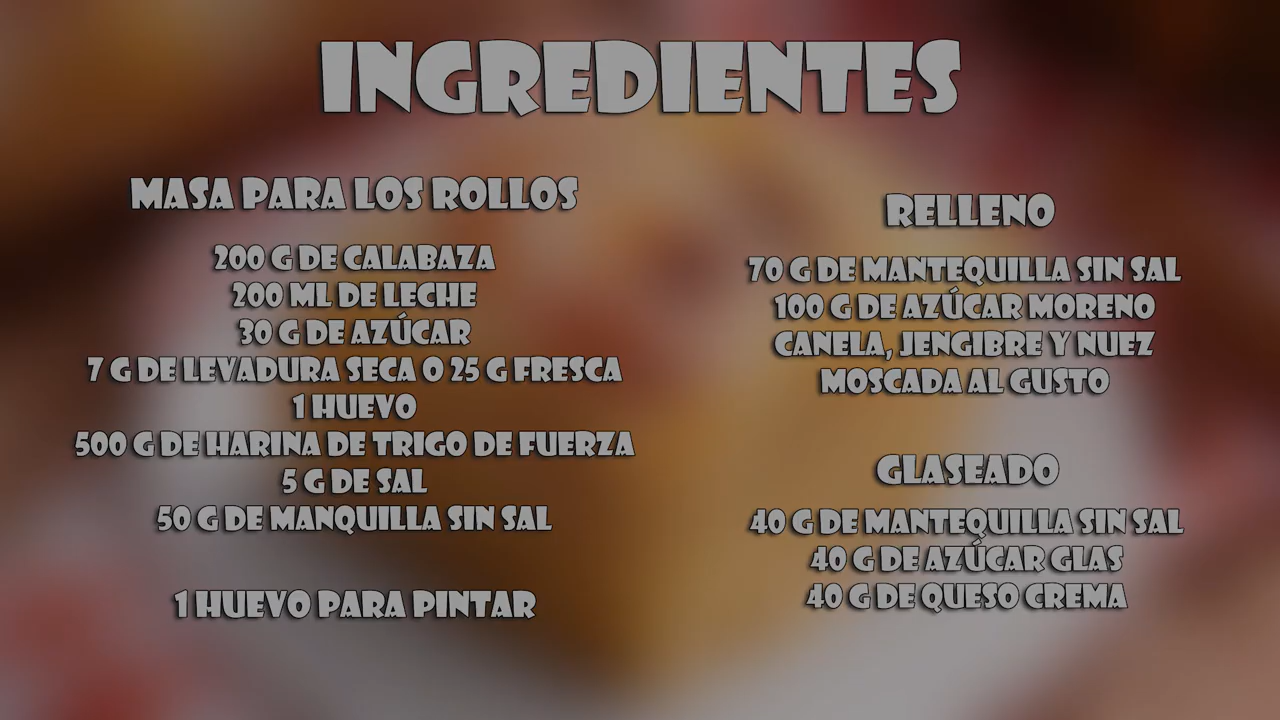 INGREDIENTES
MASA PARA LOS ROLLOS
200 G DE CALABAZA
200 ML DE LECHE
30 G DE AZÚCAR
7 G DE LEVADURA SECA O 25 G FRESCA
1 HUEVO
500 G DE HARINA DE TRIGO DE FUERZA
5 G DE SAL
50 G DE MANQUILLA SIN SAL
1 HUEVO PARA PINTAR
RELLENO
70 G DE MANTEQUILLA SIN SAL
100 G DE AZÚCAR MORENO
CANELA, JENGIBRE Y NUEZ
MOSCADA AL GUSTO
GLASEADO
40 G DE MANTEQUILLA SIN SAL
40 G DE AZÚCAR GLAS
40 G DE QUESO CREMA